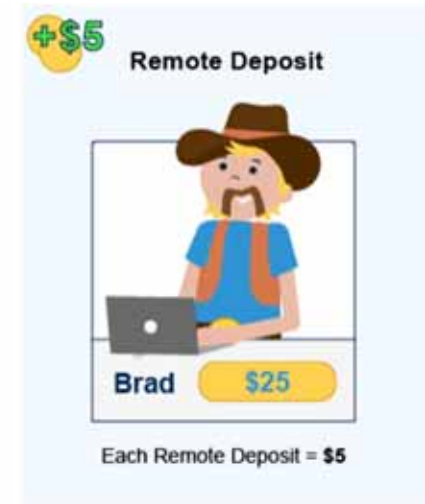 +$5
Remote Deposit
Brad $25
Each Remote Deposit = $5